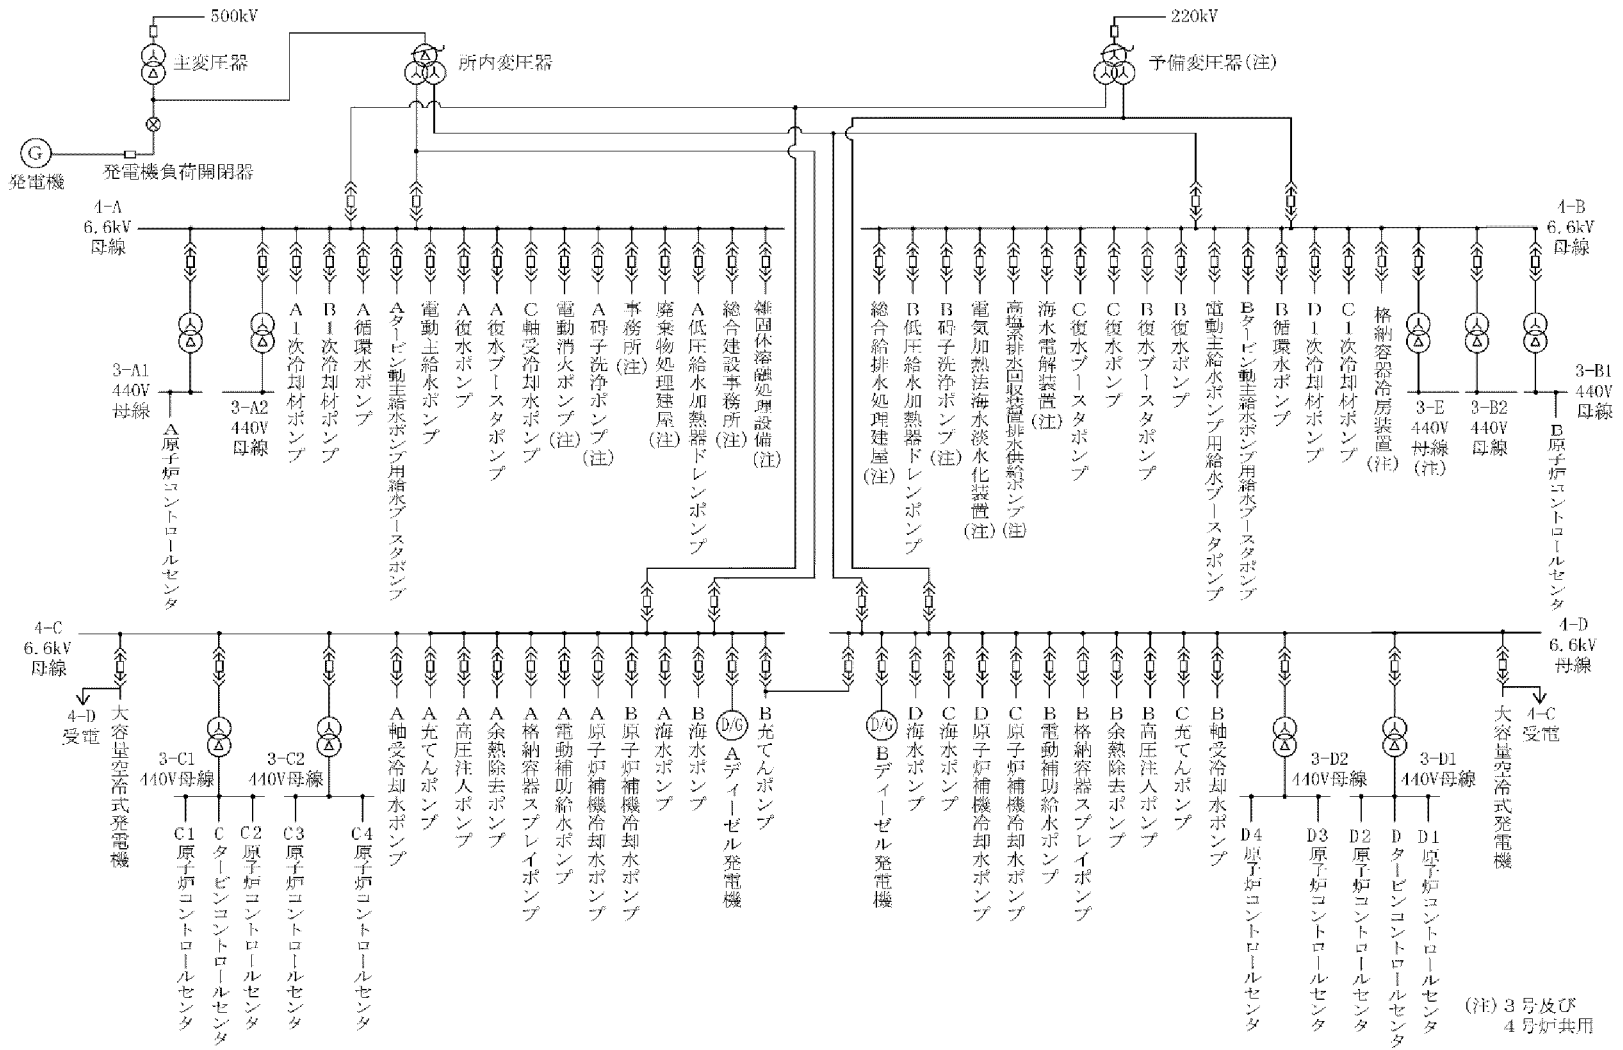 500kV
220kV
主変圧器
所内変圧器
予備変圧器(注)
G
発電機
発電機負荷開閉器
4-A
6.6kV
母線
4-B
6.6kV
母線
3-A1
440V
母線
A原子炉コントロールセンタ
3-A2
440V
母線
A1次冷却材ポンプ
B1次冷却材ポンプ
A循環水ポンプ
Aタービン動主給水ポンプ用給水ブースタポンプ
電動主給水ポンプ
A復水ポンプ
A復水ブースタポンプ
C軸受冷却水ポンプ
電動消火ポンプ(注)
A碍子洗浄ポンプ(注)
事務所(注)
廃棄物処理建屋(注)
A低圧給水加熱器ドレンポンプ
総合建設事務所(注)
雑固体溶融処理設備(注)
総合給排水処理建屋(注)
B低圧給水加熱器ドレンポンプ
B碍子洗浄ポンプ(注)
電気加熱法海水淡水化装置(注)
高塩素排水回収装置排水供給ポンプ(注)
海水電解装置(注)
C復水ブースタポンプ
C復水ポンプ
B復水ブースタポンプ
B復水ポンプ
電動主給水ポンプ用給水ブースタポンプ
Bタービン動主給水ポンプ用給水ブースタポンプ
B循環水ポンプ
D1次冷却材ポンプ
C1次冷却材ポンプ
格納容器冷房装置(注)
3-E
440V
母線
(注)
3-B2
440V
母線
3-B1
440V
母線
B原子炉コントロールセンタ
4-C
6.6kV
母線
4-D
6.6kV
母線
4-D
受電
大容量空冷式発電機
3-C1
440V母線
C1原子炉コントロールセンタ
Cタービンコントロールセンタ
C2原子炉コントロールセンタ
3-C2
440V母線
C3原子炉コントロールセンタ
C4原子炉コントロールセンタ
A軸受冷却水ポンプ
A充てんポンプ
A高圧注入ポンプ
A余熱除去ポンプ
A格納容器スプレイポンプ
A電動補助給水ポンプ
A原子炉補機冷却水ポンプ
B原子炉補機冷却水ポンプ
A海水ポンプ
B海水ポンプ
D/G
Aディーゼル発電機
B充てんポンプ
D/G
Bディーゼル発電機
D海水ポンプ
C海水ポンプ
D原子炉補機冷却水ポンプ
C原子炉補機冷却水ポンプ
B電動補助給水ポンプ
B格納容器スプレイポンプ
B余熱除去ポンプ
B高圧注入ポンプ
C充てんポンプ
B軸受冷却水ポンプ
3-D2
440V母線
D4原子炉コントロールセンタ
D3原子炉コントロールセンタ
3-D1
440V母線
D2原子炉コントロールセンタ
Dタービンコントロールセンタ
D1原子炉コントロールセンタ
大容量空冷式発電機
4-C
受電
(注)3号及び
4号炉共用